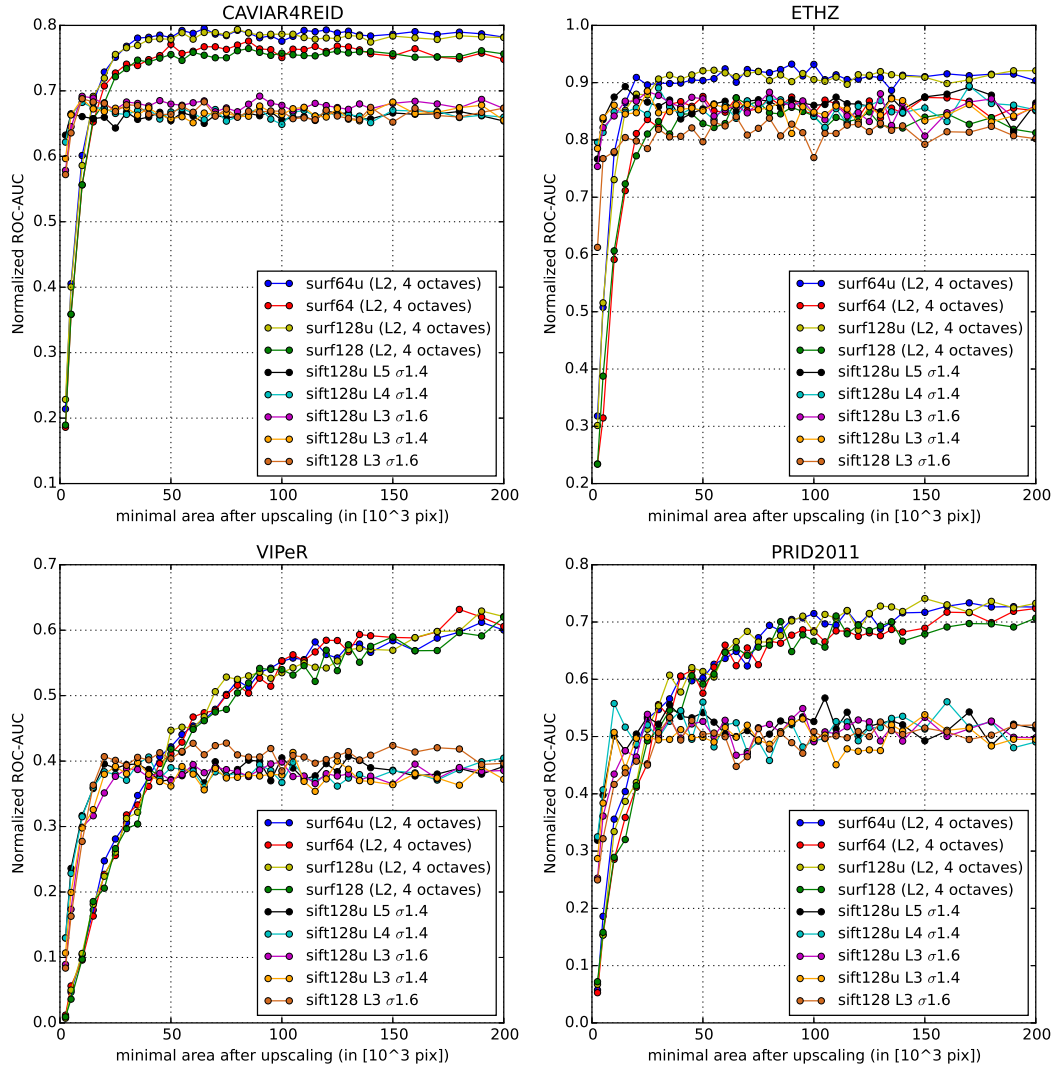 CAVIAR4REID
0.8
0.7
0.6
0.5
0.4
0.3
0.2
0.1
Normalized ROC-AUC
surf64u (L2, 4 octaves)
surf64 (L2, 4 octaves)
surf128u (L2, 4 octaves)
surf128 (L2, 4 octaves)
sift128u L5 σ1.4
sift128u L4 σ1.4
sift128u L3 σ1.6
sift128u L3 σ1.4
sift128 L3 σ1.6
0 50 100 150 200
minimal area after upscaling (in [10^3 pix])
ETHZ
1.0
0.9
0.8
0.7
0.6
0.5
0.4
0.3
0.2
Normalized ROC-AUC
surf64u (L2, 4 octaves)
surf64 (L2, 4 octaves)
surf128u (L2, 4 octaves)
surf128 (L2, 4 octaves)
sift128u L5 σ1.4
sift128u L4 σ1.4
sift128u L3 σ1.6
sift128u L3 σ1.4
sift128 L3 σ1.6
0 50 100 150 200
minimal area after upscaling (in [10^3 pix])
VIPeR
0.7
0.6
0.5
0.4
0.3
0.2
0.1
0.0
Normalized ROC-AUC
surf64u (L2, 4 octaves)
surf64 (L2, 4 octaves)
surf128u (L2, 4 octaves)
surf128 (L2, 4 octaves)
sift128u L5 σ1.4
sift128u L4 σ1.4
sift128u L3 σ1.6
sift128u L3 σ1.4
sift128 L3 σ1.6
0 50 100 150 200
minimal area after upscaling (in [10^3 pix])
PRID2011
0.8
0.7
0.6
0.5
0.4
0.3
0.2
0.1
0.0
Normalized ROC-AUC
surf64u (L2, 4 octaves)
surf64 (L2, 4 octaves)
surf128u (L2, 4 octaves)
surf128 (L2, 4 octaves)
sift128u L5 σ1.4
sift128u L4 σ1.4
sift128u L3 σ1.6
sift128u L3 σ1.4
sift128 L3 σ1.6
0 50 100 150 200
minimal area after upscaling (in [10^3 pix])